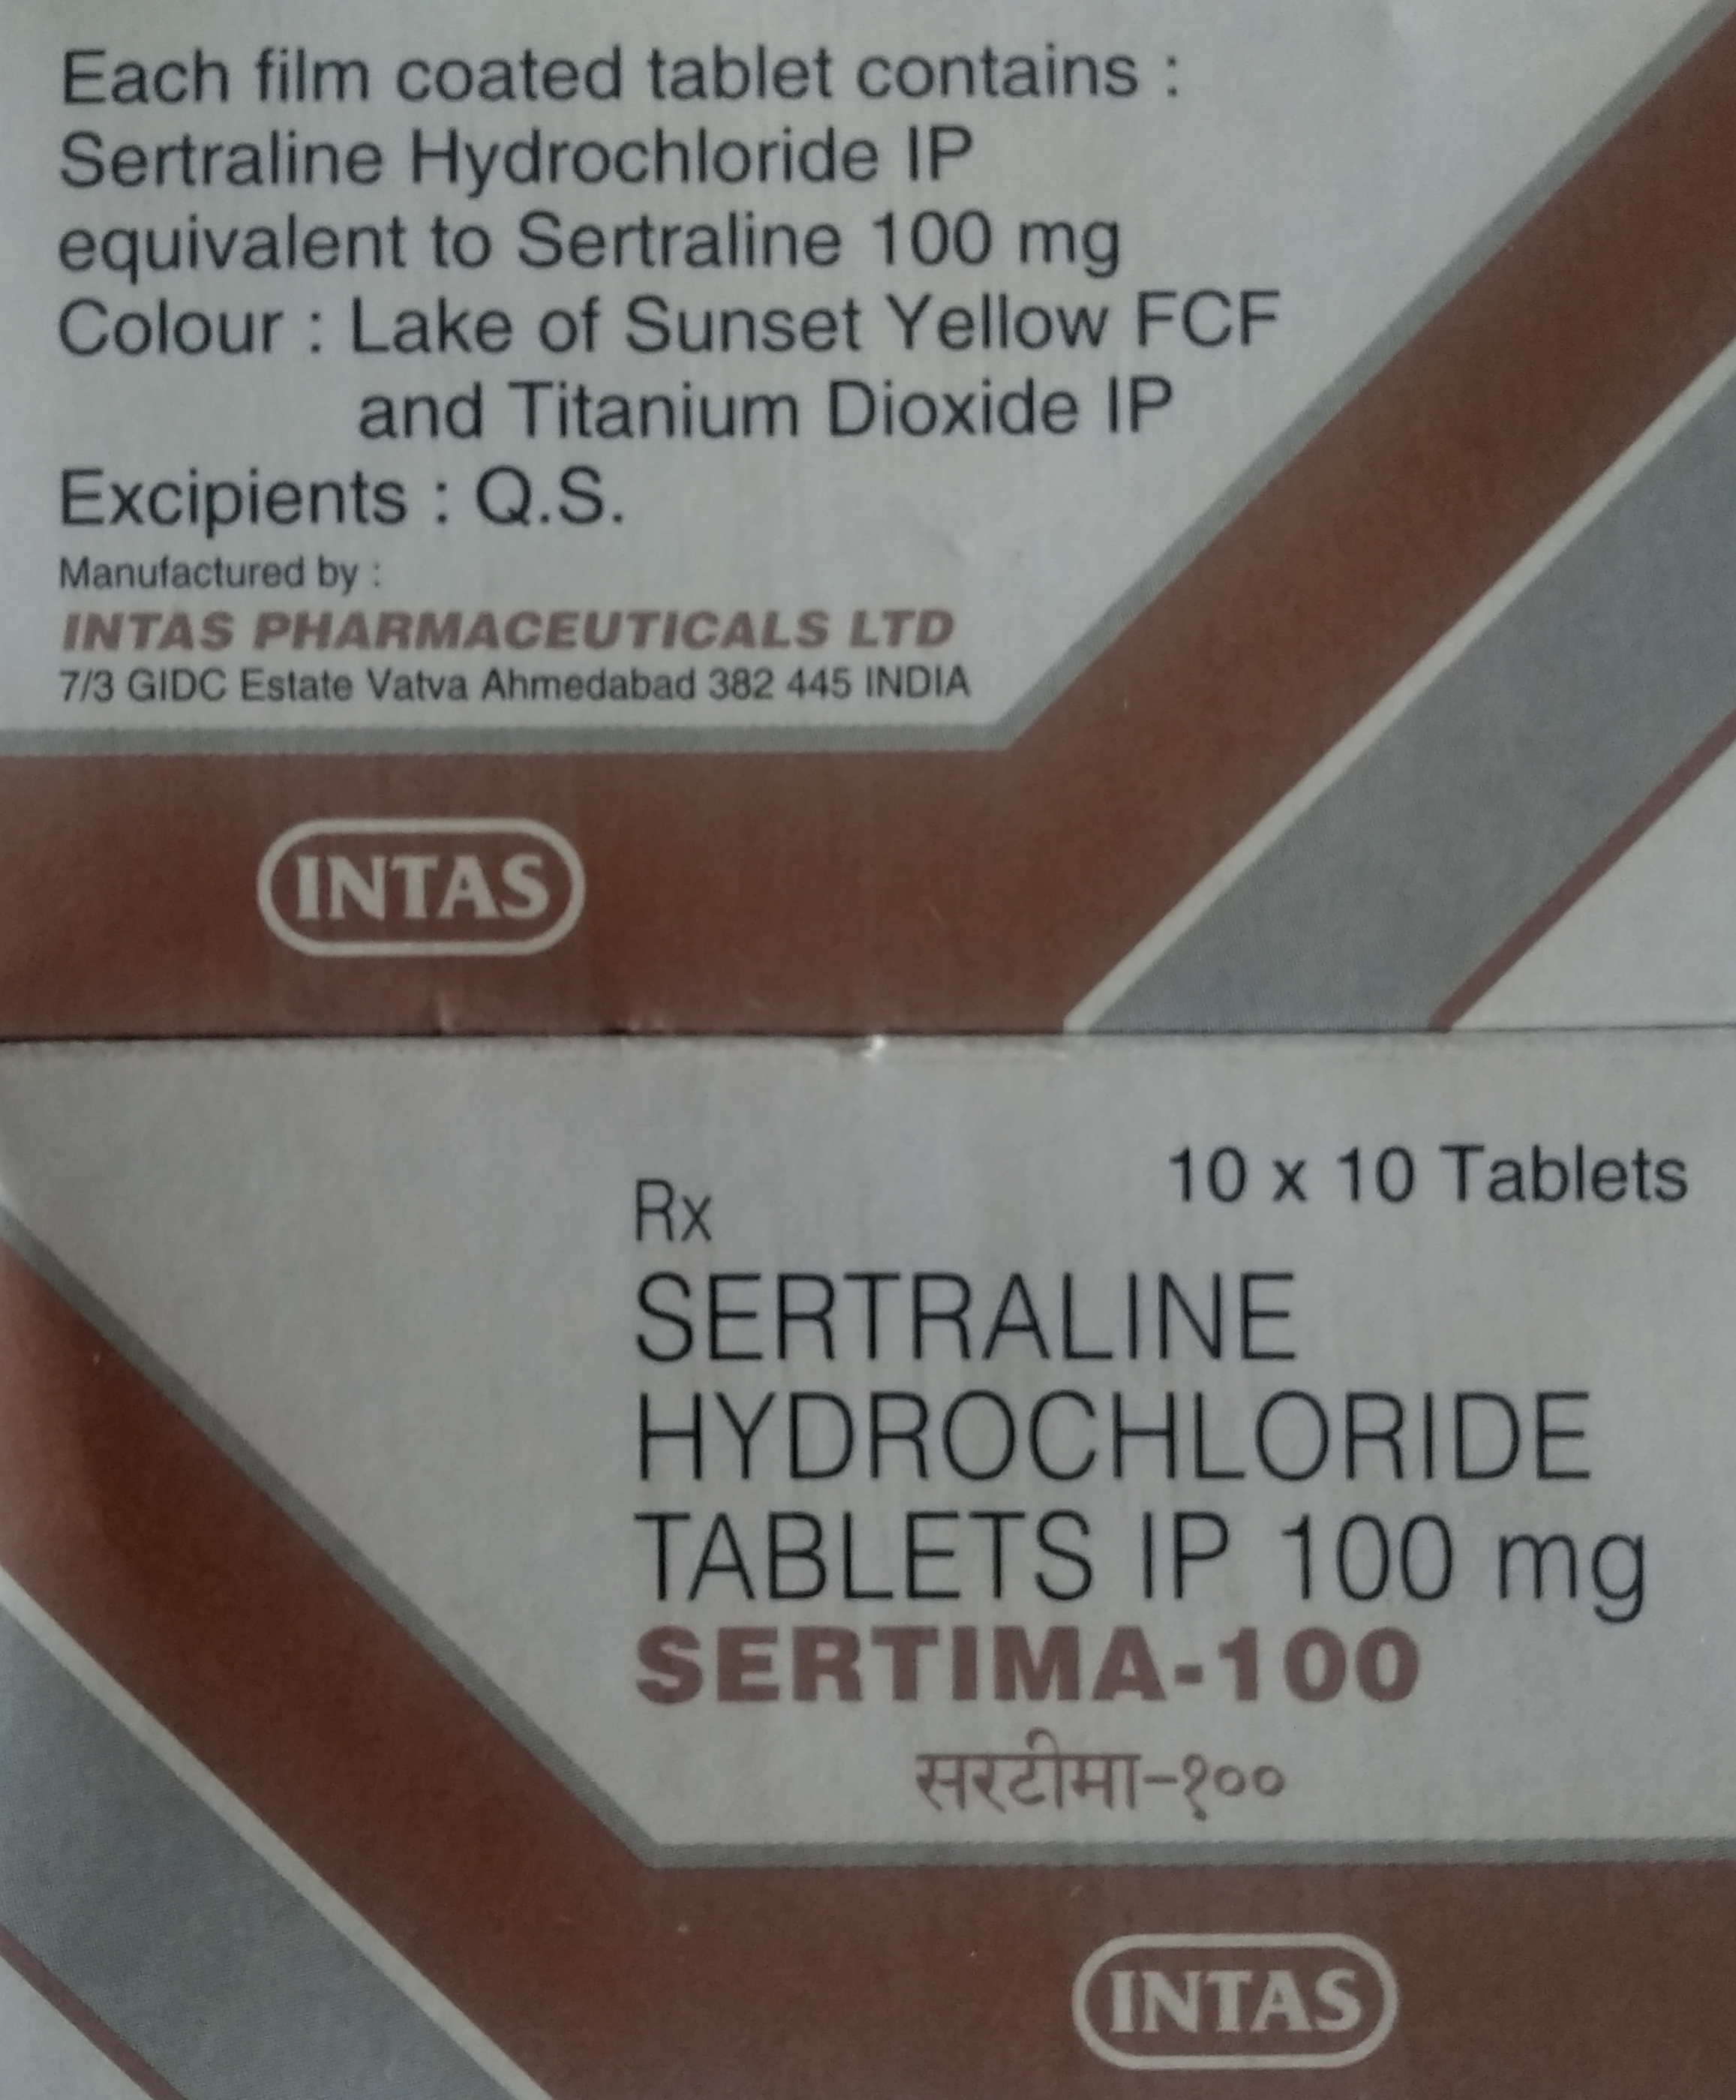 Each film coated tablet contains :
Sertraline Hydrochloride IP
equivalent to Sertraline 100 mg
Colour : Lake of Sunset Yellow FCF
and Titanium Dioxide IP
Excipients : Q.S.
Manufactured by :
INTAS PHARMACEUTICALS LTD
7/3 GIDC Estate Vatva Ahmedabad 382 445 INDIA
INTAS
10 x 10 Tablets
Rx
SERTRALINE
HYDROCHLORIDE
TABLETS IP 100 mg
SERTIMA-100
सरटीमा-१००
INTAS